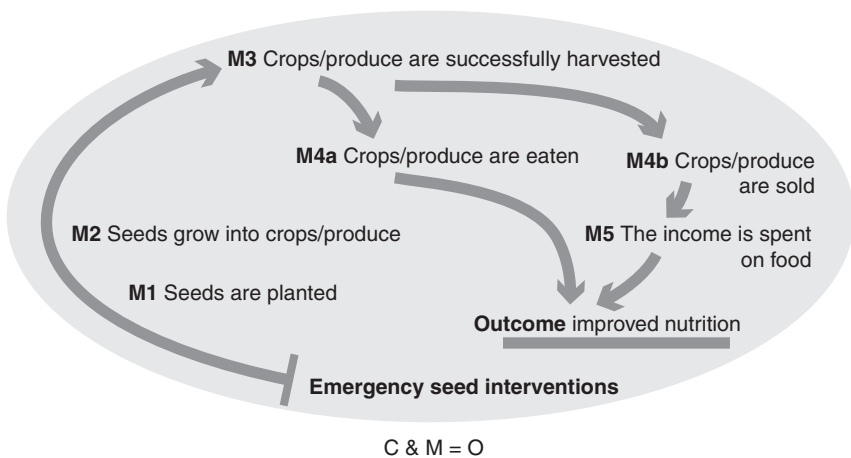 M3 Crops/produce are successfully harvested
M4a Crops/produce are eaten
M4b Crops/produce
are sold
M2 Seeds grow into crops/produce
M5 The income is spent
on food
M1 Seeds are planted
Outcome improved nutrition
Emergency seed interventions
C & M = O